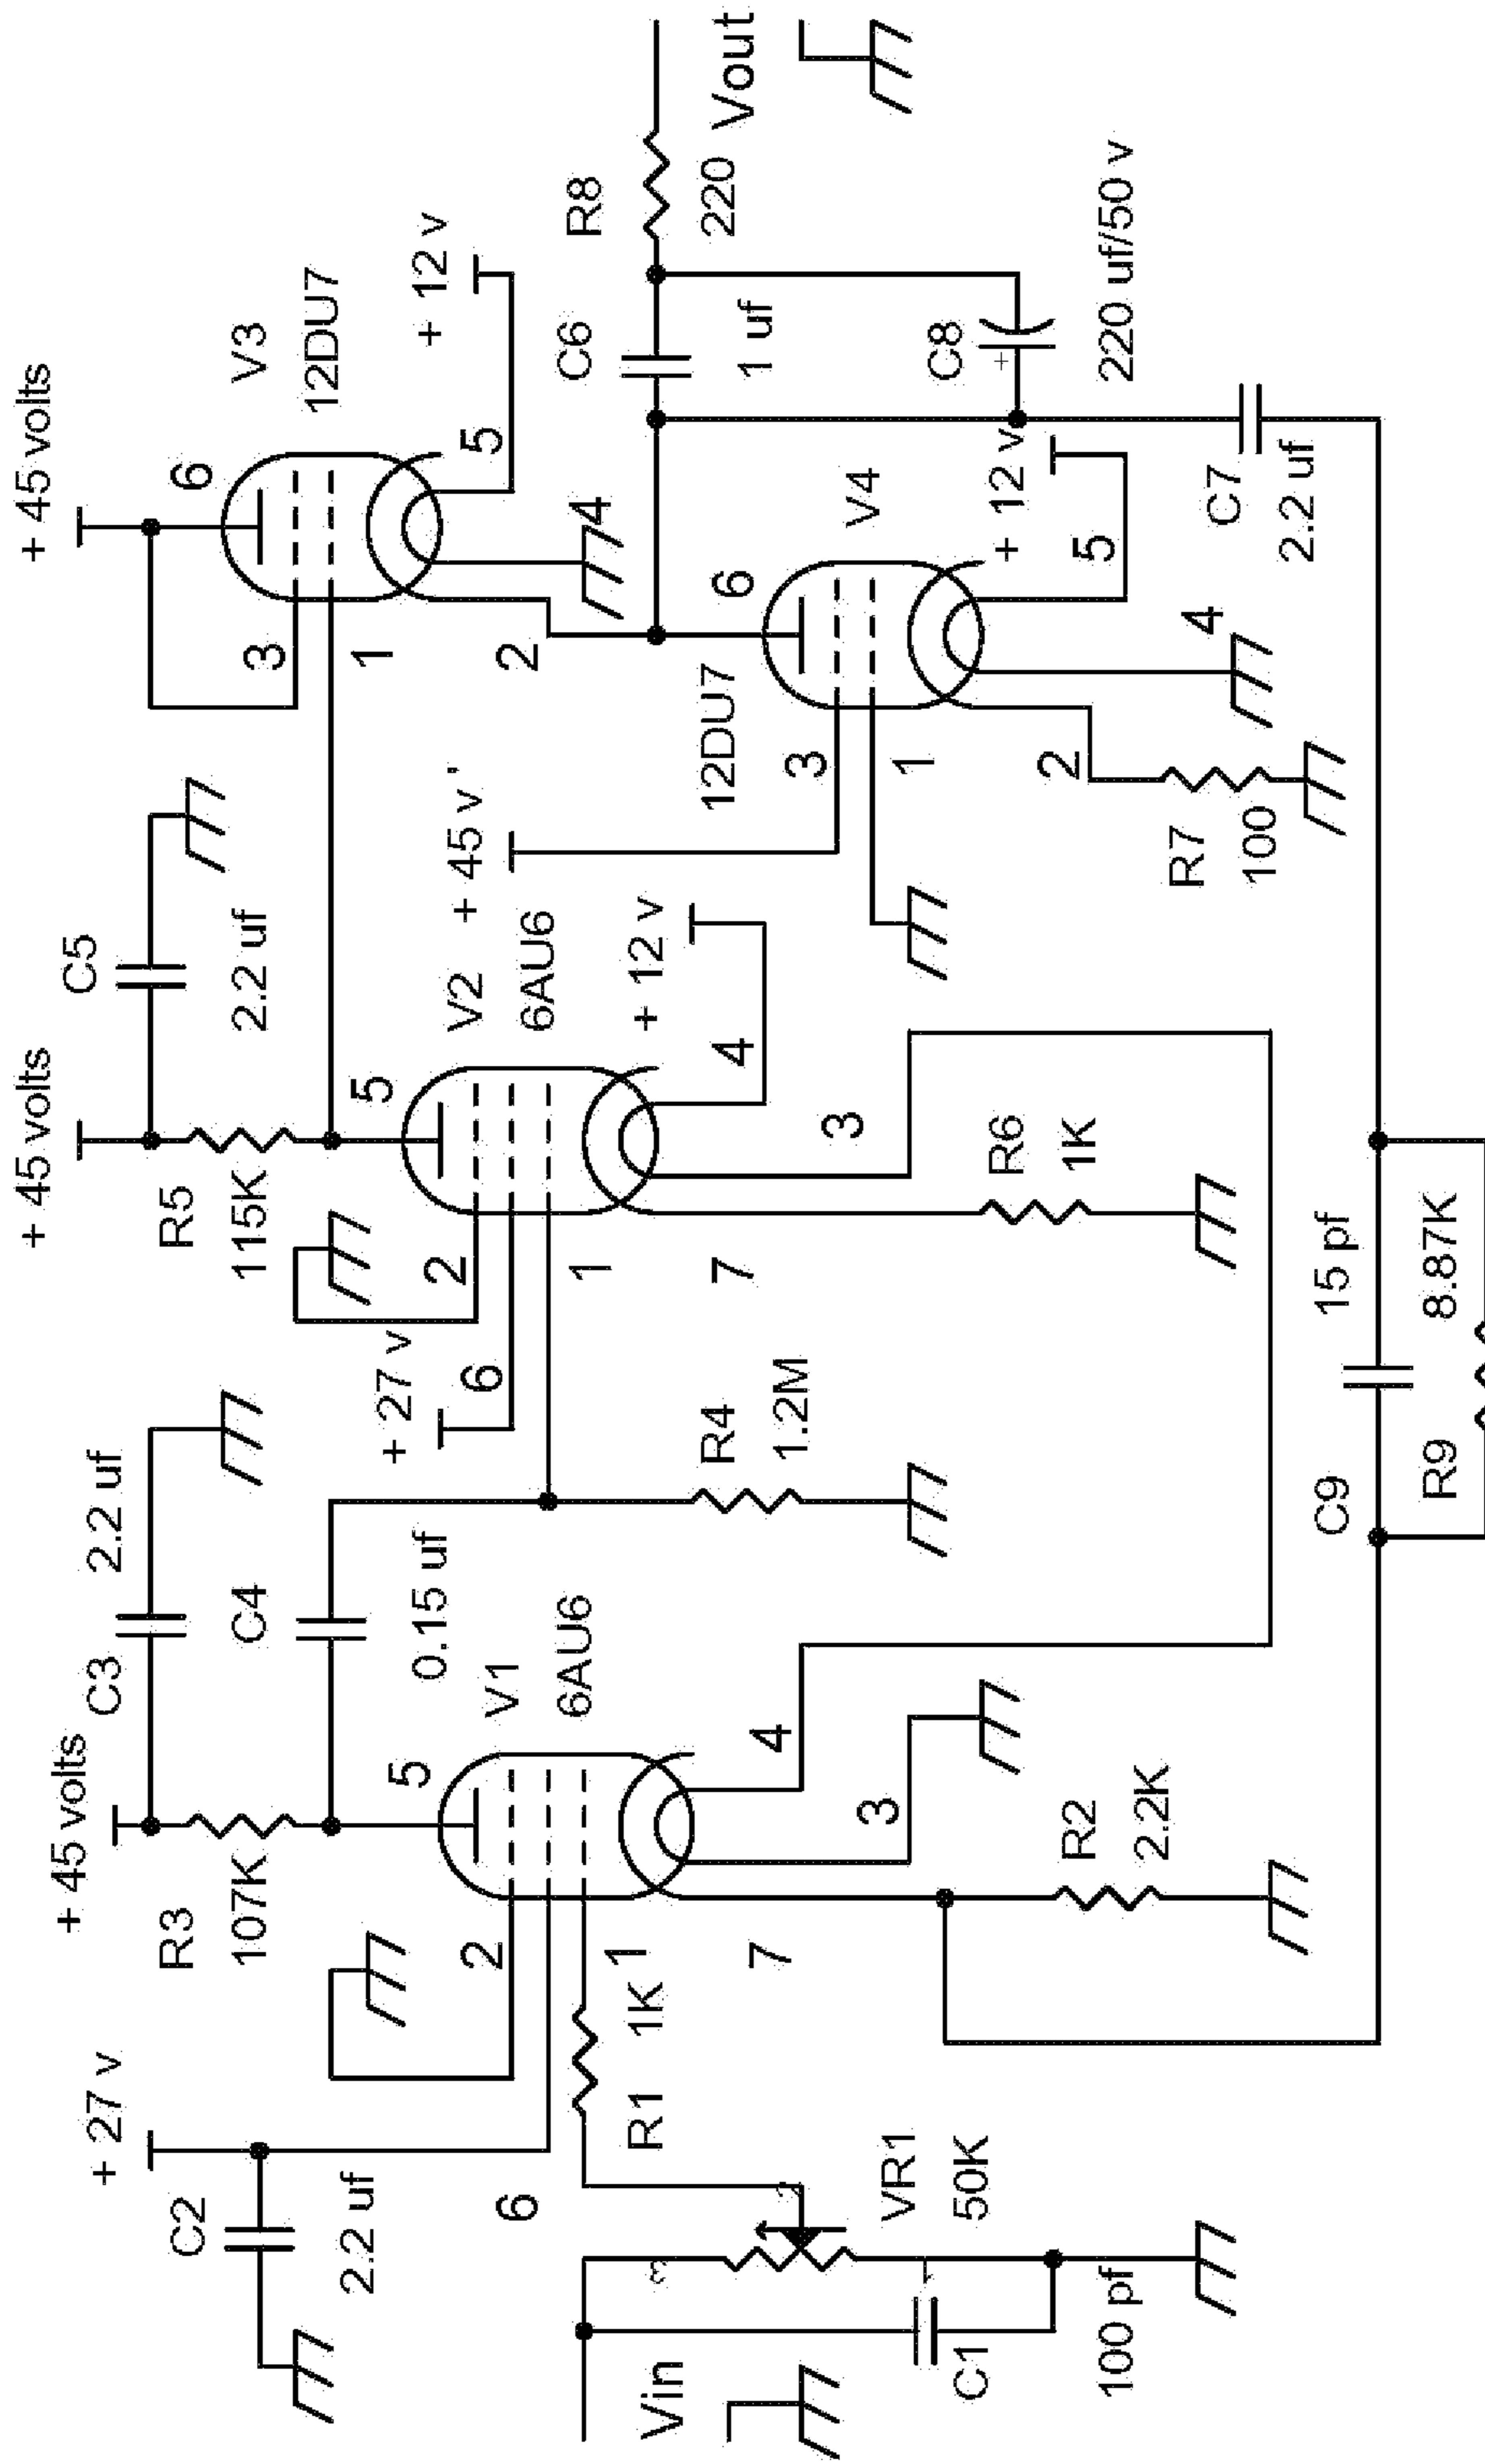 + 27 v
C2
2.2 uf
Vin
C1
100 pf
VR1
50K
3
2
1
R1
1K
+ 45 volts
R3
107K
C3
2.2 uf
C4
0.15 uf
V1
6AU6
5
2
6
1
7
3
4
R2
2.2K
R4
1.2M
+ 27 v
+ 45 volts
R5
115K
C5
2.2 uf
V2
6AU6
5
2
6
1
7
3
4
+ 12 v
R6
1K
+ 45 v '
+ 45 volts
V3
12DU7
6
3
1
2
4
5
+ 12 v
12DU7
V4
6
3
1
2
4
5
+ 12 v
R7
100
C6
1 uf
R8
220
Vout
C8
+
220 uf/50 v
C7
2.2 uf
C9
15 pf
R9
8.87K